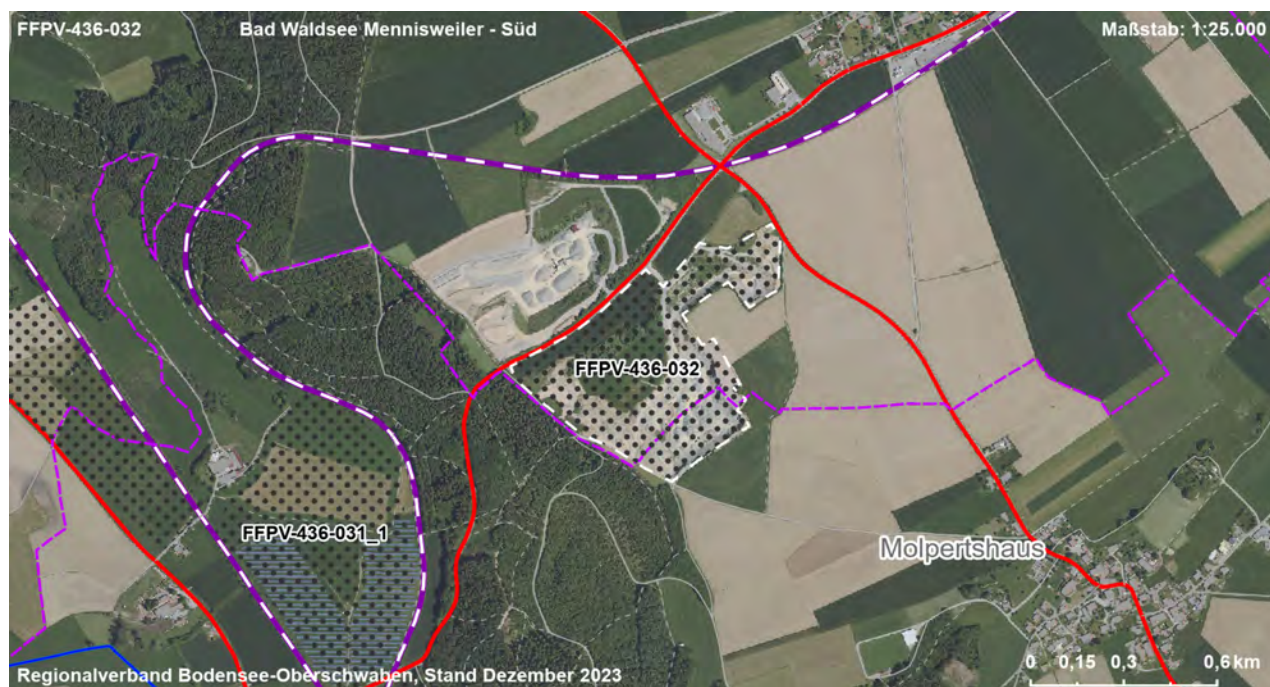 FFPV-436-032
Bad Waldsee Mennisweiler - Süd
Maßstab: 1:25.000
FFPV-436-032
FFPV-436-031_1
Molpertshaus
0 0,15 0,3 0,6 km
Regionalverband Bodensee-Oberschwaben, Stand Dezember 2023